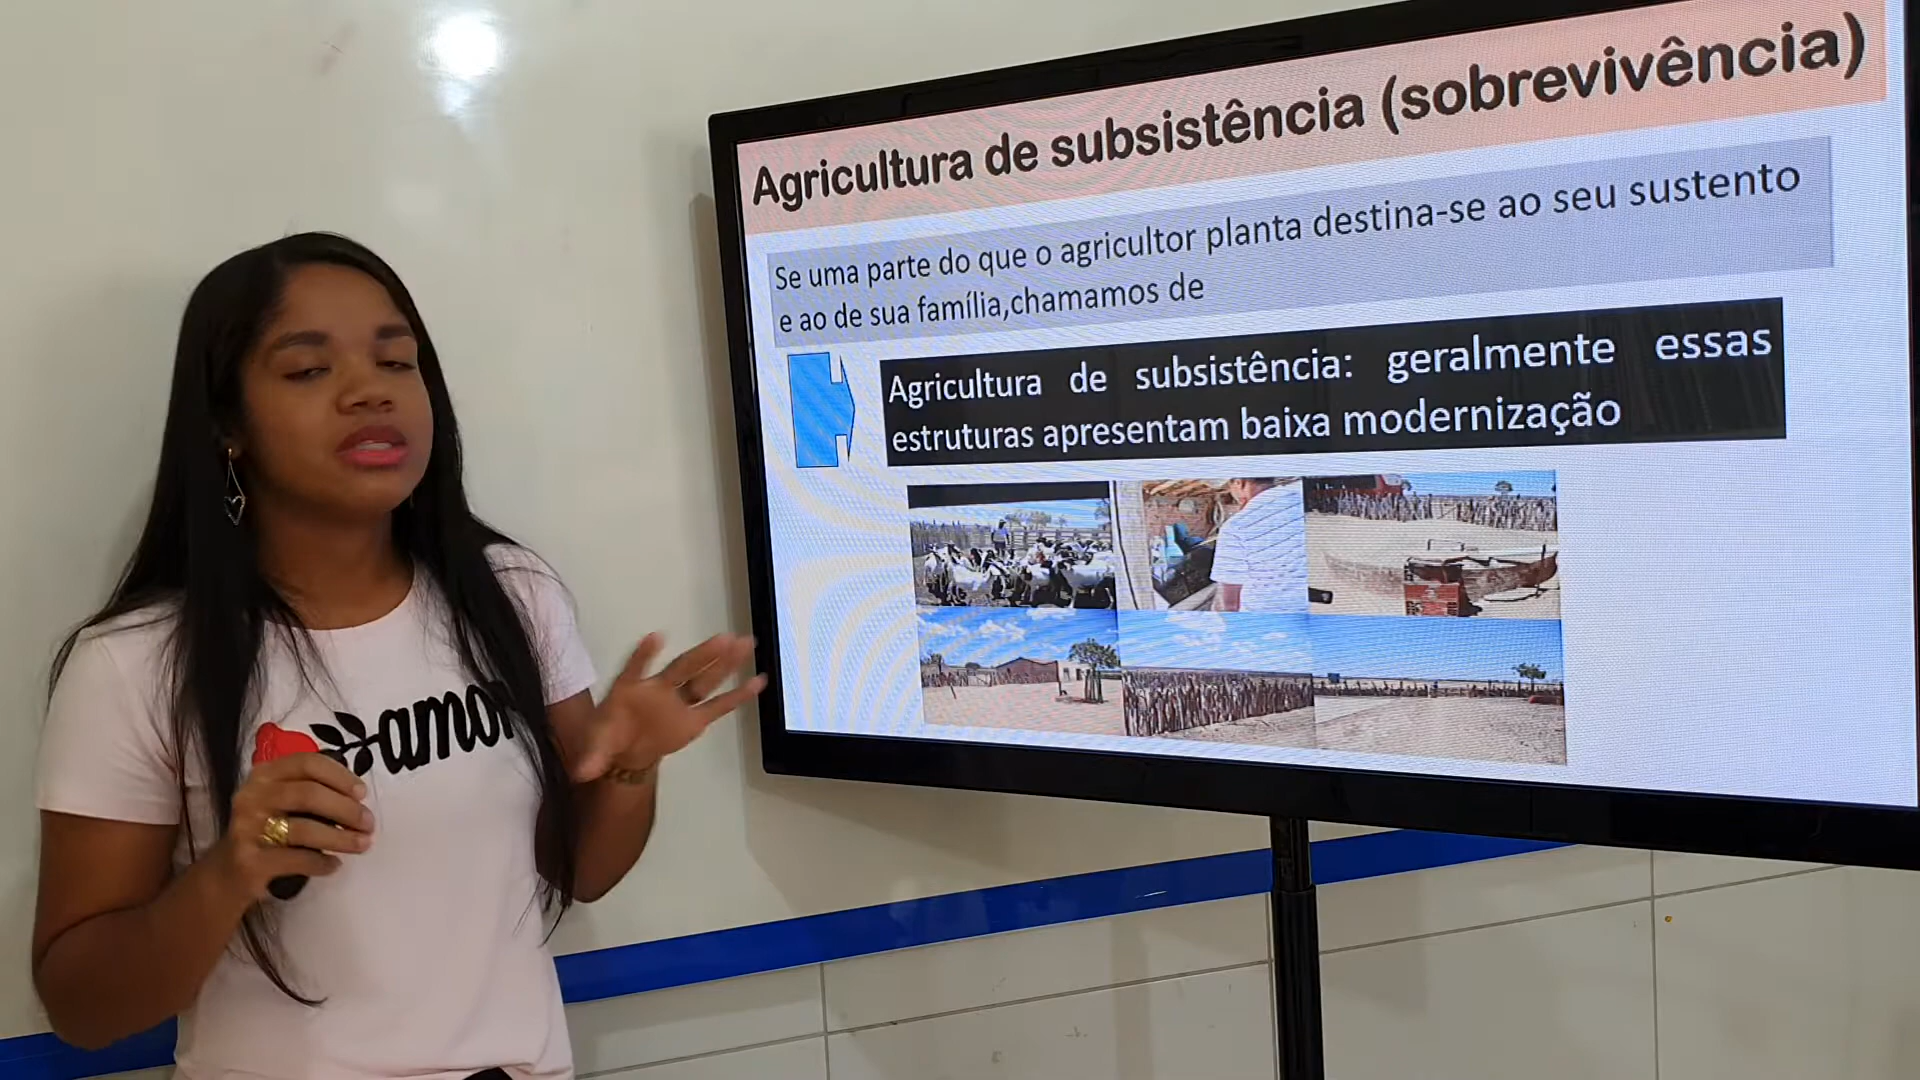 Agricultura de subsistência (sobrevivência)
Se uma parte do que o agricultor planta destina-se ao seu sustento
e ao de sua família,chamamos de
Agricultura de subsistência: geralmente essas
estruturas apresentam baixa modernização
amor